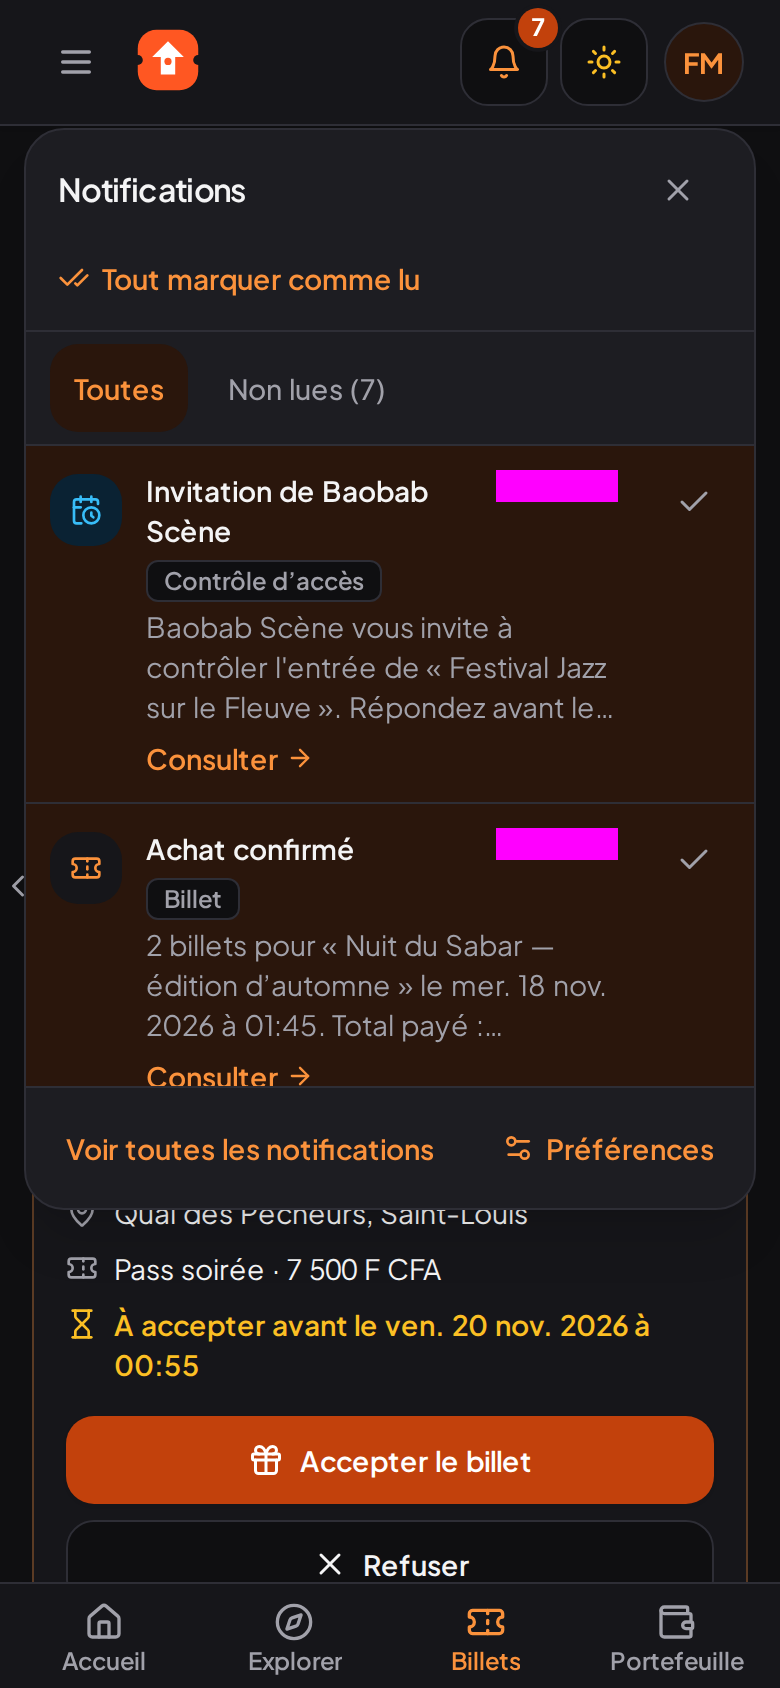 7
FM
Notifications
Tout marquer comme lu
Toutes
Non lues (7)
Invitation de Baobab
Scène
Contrôle d’accès
Baobab Scène vous invite à
contrôler l'entrée de « Festival Jazz
sur le Fleuve ». Répondez avant le…
Consulter →
Achat confirmé
Billet
2 billets pour « Nuit du Sabar —
édition d’automne » le mer. 18 nov.
2026 à 01:45. Total payé :…
Consulter →
Voir toutes les notifications
Préférences
Quai des Pêcheurs, Saint-Louis
Pass soirée · 7 500 F CFA
À accepter avant le ven. 20 nov. 2026 à
00:55
Accepter le billet
Refuser
Accueil
Explorer
Billets
Portefeuille